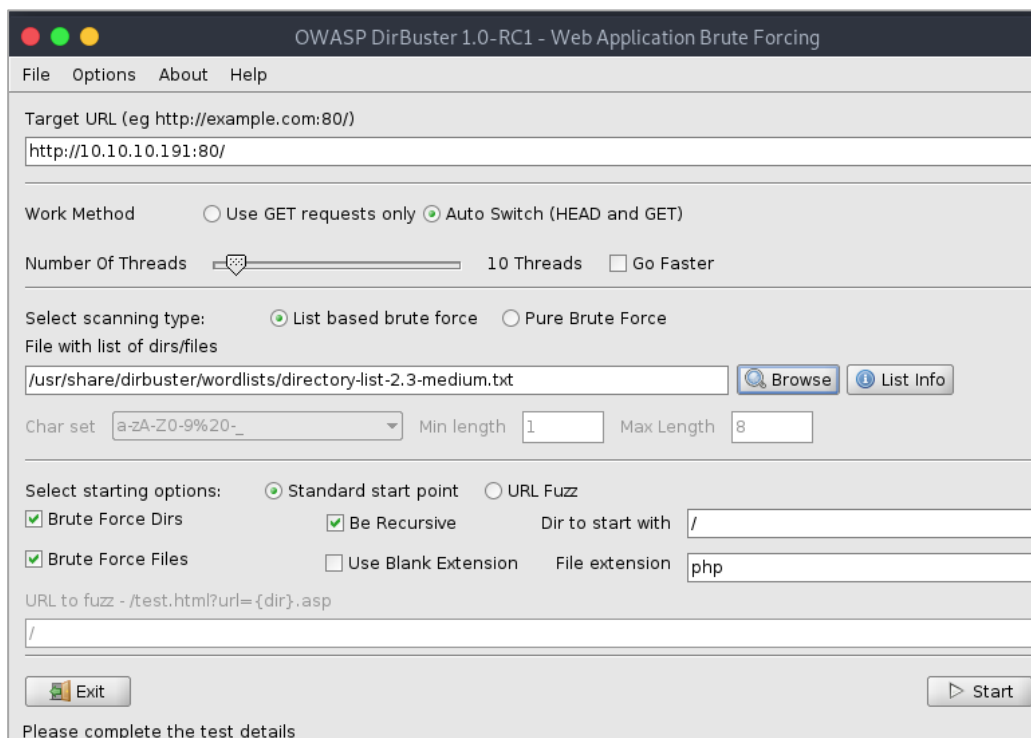 OWASP DirBuster 1.0-RC1 - Web Application Brute Forcing
File Options About Help
Target URL (eg http://example.com:80/)
http://10.10.10.191:80/
Work Method Use GET requests only Auto Switch (HEAD and GET)
Number Of Threads 10 Threads Go Faster
Select scanning type: List based brute force Pure Brute Force
File with list of dirs/files
/usr/share/dirbuster/wordlists/directory-list-2.3-medium.txt Browse List Info
Char set a-zA-Z0-9%20-_ Min length 1 Max Length 8
Select starting options: Standard start point URL Fuzz
Brute Force Dirs Be Recursive Dir to start with /
Brute Force Files Use Blank Extension File extension php
URL to fuzz - /test.html?url={dir}.asp
/
Exit Start
Please complete the test details